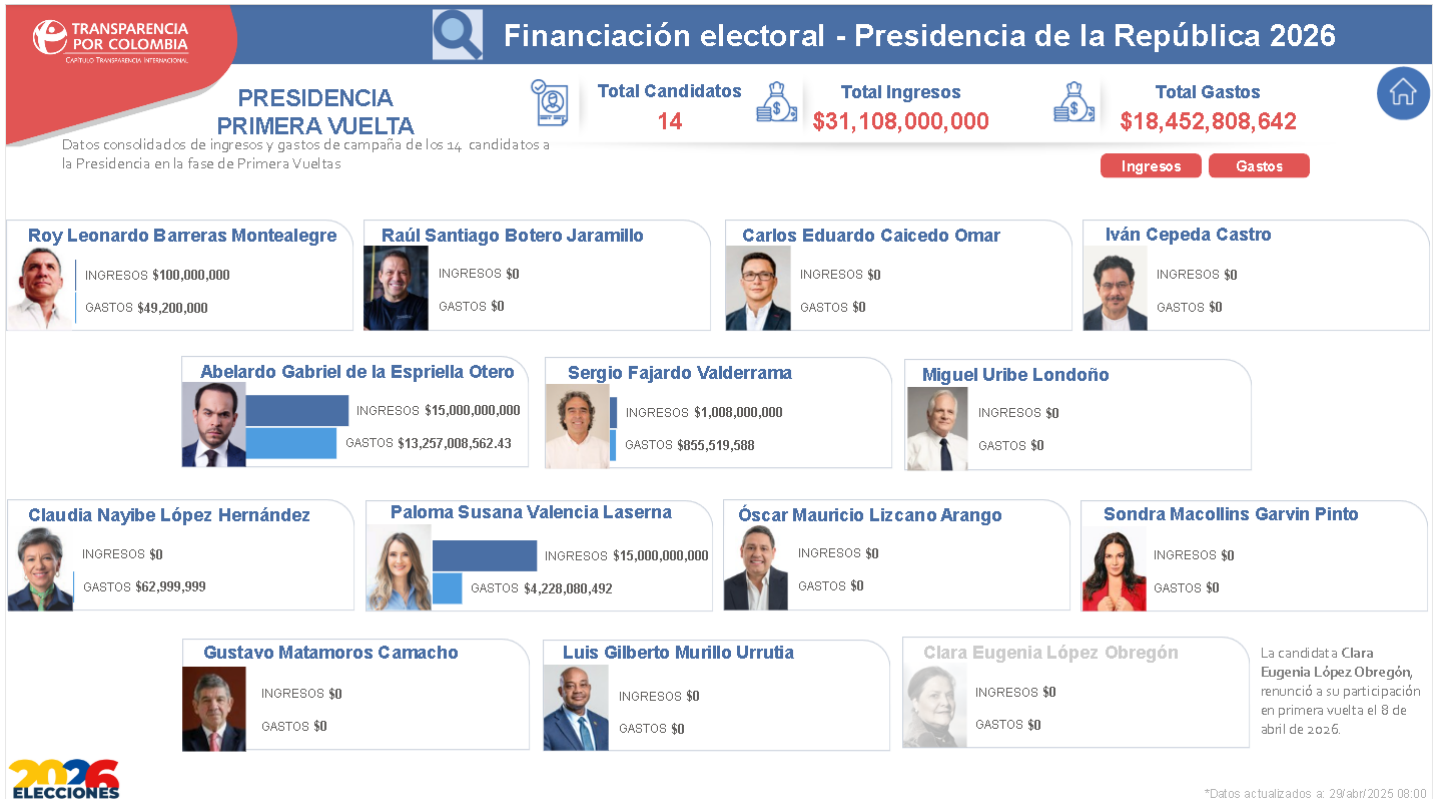 TRANSPARENCIA
POR COLOMBIA
CAPÍTULO TRANSPARENCIA INTERNACIONAL
Financiación electoral - Presidencia de la República 2026
PRESIDENCIA
PRIMERA VUELTA
Datos consolidados de ingresos y gastos de campaña de los 14 candidatos a
la Presidencia en la fase de Primera Vueltas
Total Candidatos
14
Total Ingresos
$31,108,000,000
Total Gastos
$18,452,808,642
Ingresos
Gastos
Roy Leonardo Barreras Montealegre
INGRESOS $100,000,000
GASTOS $49,200,000
Raúl Santiago Botero Jaramillo
INGRESOS $0
GASTOS $0
Carlos Eduardo Caicedo Omar
INGRESOS $0
GASTOS $0
Iván Cepeda Castro
INGRESOS $0
GASTOS $0
Abelardo Gabriel de la Espriella Otero
INGRESOS $15,000,000,000
GASTOS $13,257,008,562.43
Sergio Fajardo Valderrama
INGRESOS $1,008,000,000
GASTOS $855,519,588
Miguel Uribe Londoño
INGRESOS $0
GASTOS $0
Claudia Nayibe López Hernández
INGRESOS $0
GASTOS $62,999,999
Paloma Susana Valencia Laserna
INGRESOS $15,000,000,000
GASTOS $4,228,080,492
Óscar Mauricio Lizcano Arango
INGRESOS $0
GASTOS $0
Sondra Macollins Garvin Pinto
INGRESOS $0
GASTOS $0
Gustavo Matamoros Camacho
INGRESOS $0
GASTOS $0
Luis Gilberto Murillo Urrutia
INGRESOS $0
GASTOS $0
Clara Eugenia López Obregón
INGRESOS $0
GASTOS $0
La candidata Clara
Eugenia López Obregón,
renunció a su participación
en primera vuelta el 8 de
abril de 2026.
2026
ELECCIONES
*Datos actualizados a: 29/abr/2025 08:00